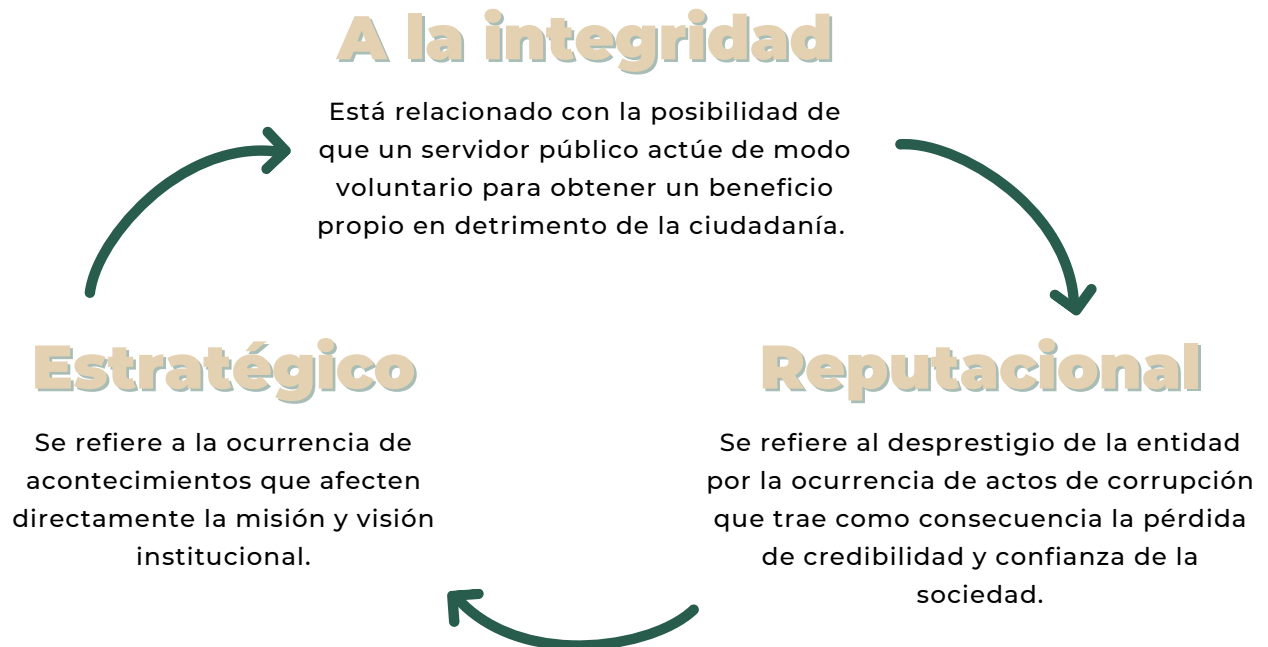 A la integridad
Está relacionado con la posibilidad de
que un servidor público actúe de modo
voluntario para obtener un beneficio
propio en detrimento de la ciudadanía.
Estratégico
Se refiere a la ocurrencia de
acontecimientos que afecten
directamente la misión y visión
institucional.
Reputacional
Se refiere al desprestigio de la entidad
por la ocurrencia de actos de corrupción
que trae como consecuencia la pérdida
de credibilidad y confianza de la
sociedad.